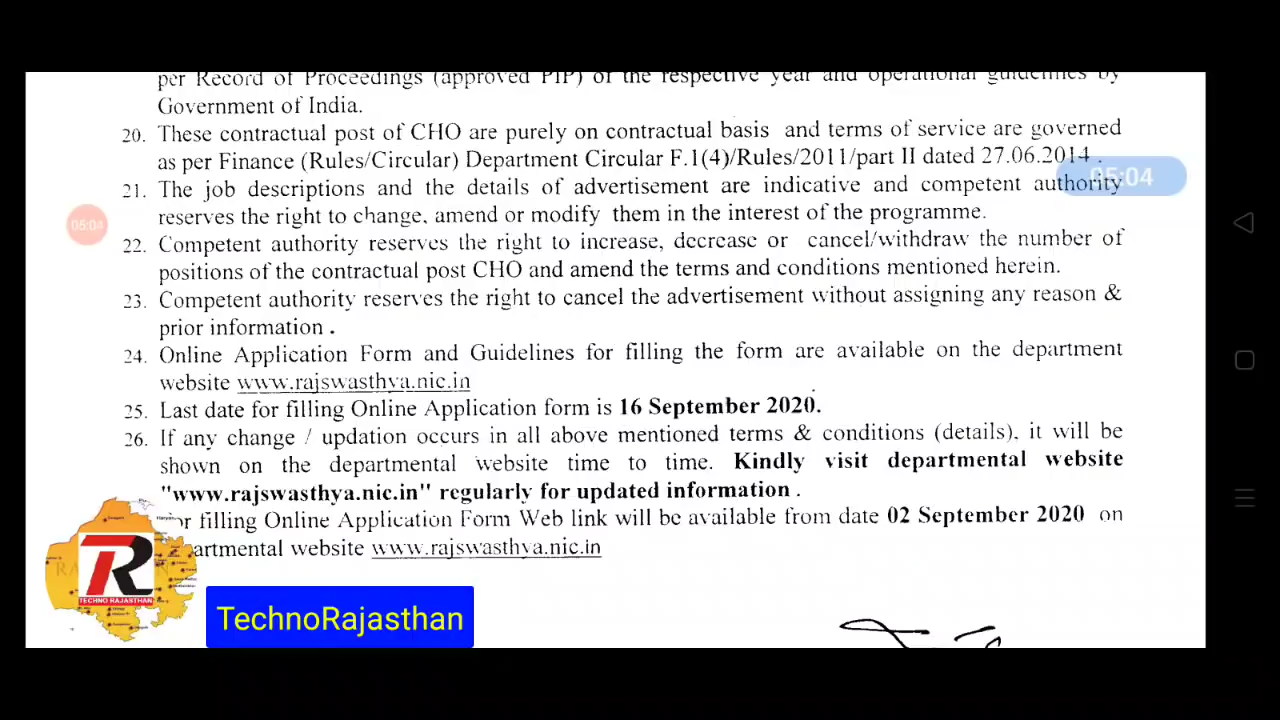 per Record of Proceedings (approved PIP) of the respective year and operational guidelines by
Government of India.
20. These contractual post of CHO are purely on contractual basis and terms of service are governed
as per Finance (Rules/Circular) Department Circular F.1(4)/Rules/2011/part II dated 27.06.2014 .
05:04
21. The job descriptions and the details of advertisement are indicative and competent authority
reserves the right to change, amend or modify them in the interest of the programme.
05:04
22. Competent authority reserves the right to increase, decrease or cancel/withdraw the number of
positions of the contractual post CHO and amend the terms and conditions mentioned herein.
23. Competent authority reserves the right to cancel the advertisement without assigning any reason &
prior information .
24. Online Application Form and Guidelines for filling the form are available on the department
website www.rajswasthya.nic.in
25. Last date for filling Online Application form is 16 September 2020.
26. If any change / updation occurs in all above mentioned terms & conditions (details), it will be
shown on the departmental website time to time. Kindly visit departmental website
"www.rajswasthya.nic.in" regularly for updated information .
filling Online Application Form Web link will be available from date 02 September 2020 on
website www.rajswasthya.nic.in
TR
TECHNO RAJASTHAN
TechnoRajasthan